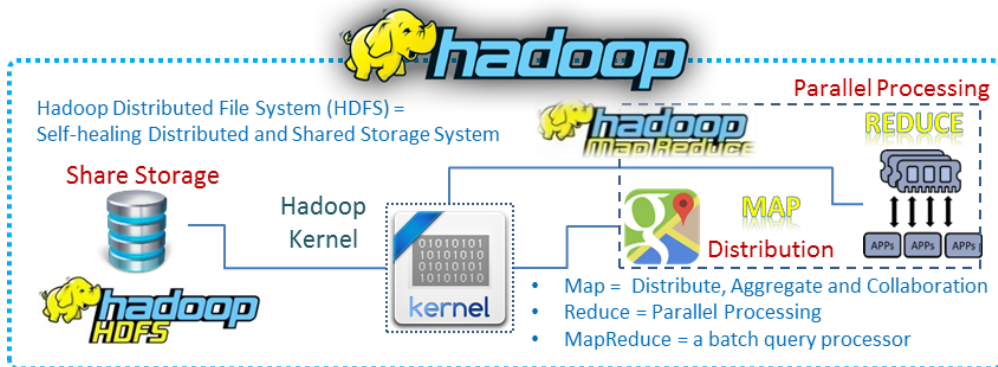 hadoop
Parallel Processing
Hadoop Distributed File System (HDFS) =
Self-healing Distributed and Shared Storage System
hadoop
Map Reduce
REDUCE
Share Storage
Hadoop
Kernel
01010101
10101010
01010101
10101010
kernel
MAP
Distribution
APPs APPs APPs
hadoop
HDFS
• Map = Distribute, Aggregate and Collaboration
• Reduce = Parallel Processing
• MapReduce = a batch query processor